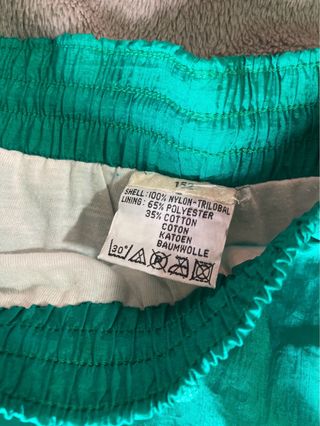 152
SHELL: 100% NYLON-TRILOBAL
LINING: 65% POLYESTER
35% COTTON
COTON
KATOEN
BAUMWOLLE
30°